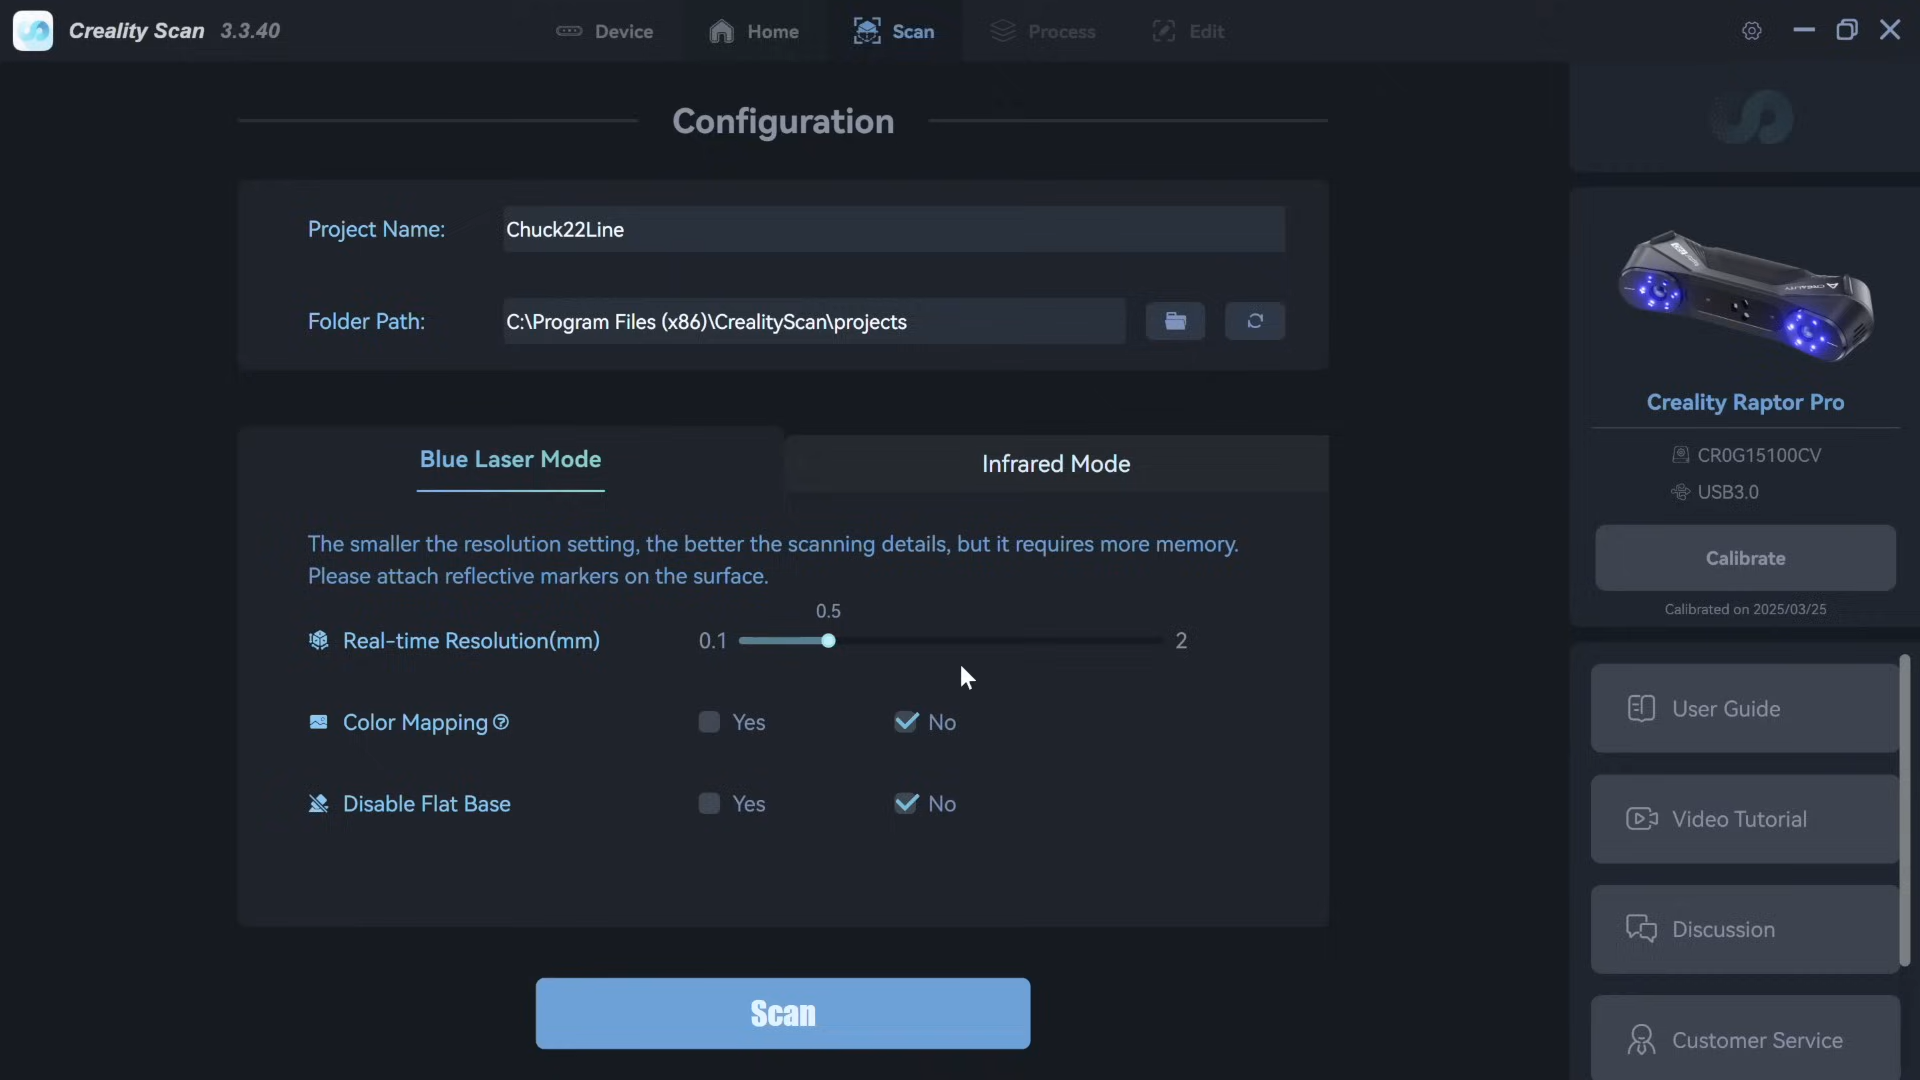 Creality Scan 3.3.40
Device
Home
Scan
Process
Edit
Configuration
Project Name:
Chuck22Line
Folder Path:
C:\Program Files (x86)\CrealityScan\projects
Blue Laser Mode
Infrared Mode
The smaller the resolution setting, the better the scanning details, but it requires more memory.
Please attach reflective markers on the surface.
0.5
Real-time Resolution(mm)
0.1
2
Color Mapping
Yes
No
Disable Flat Base
Yes
No
Scan
Creality Raptor Pro
CR0G15100CV
USB3.0
Calibrate
Calibrated on 2025/03/25
User Guide
Video Tutorial
Discussion
Customer Service